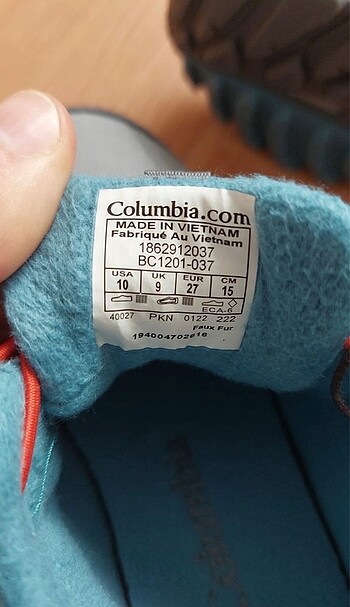 Columbia.com
MADE IN VIETNAM
Fabriqué Au Vietnam
1862912037
BC1201-037
USA UK EUR CM
10 9 27 15
ECA-6
40027 PKN 0122 222
Faux Fur
194004702616